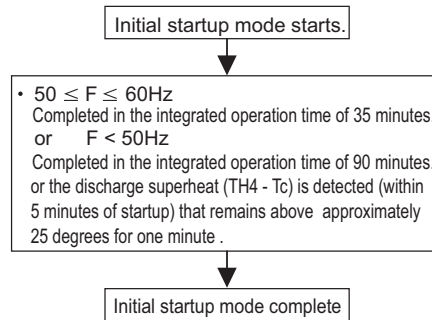 Initial startup mode starts.
• 50 ≤ F ≤ 60Hz
Completed in the integrated operation time of 35 minutes.
or F < 50Hz
Completed in the integrated operation time of 90 minutes.
or the discharge superheat (TH4 - Tc) is detected (within
5 minutes of startup) that remains above approximately
25 degrees for one minute .
Initial startup mode complete